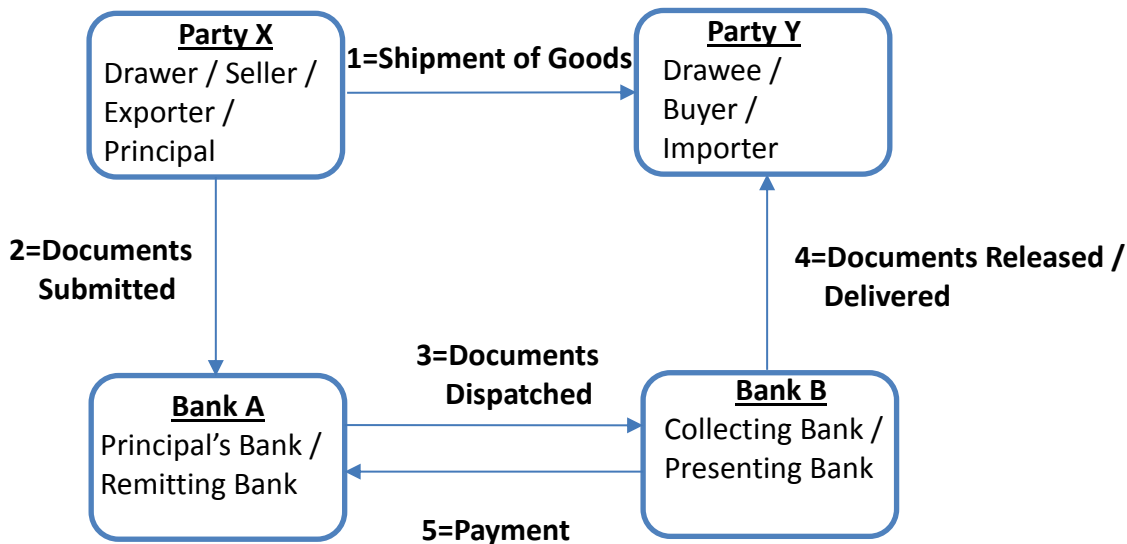 Party X
Drawer / Seller /
Exporter /
Principal
1=Shipment of Goods
Party Y
Drawee /
Buyer /
Importer
2=Documents
Submitted
4=Documents Released /
Delivered
3=Documents
Dispatched
Bank A
Principal’s Bank /
Remitting Bank
Bank B
Collecting Bank /
Presenting Bank
5=Payment